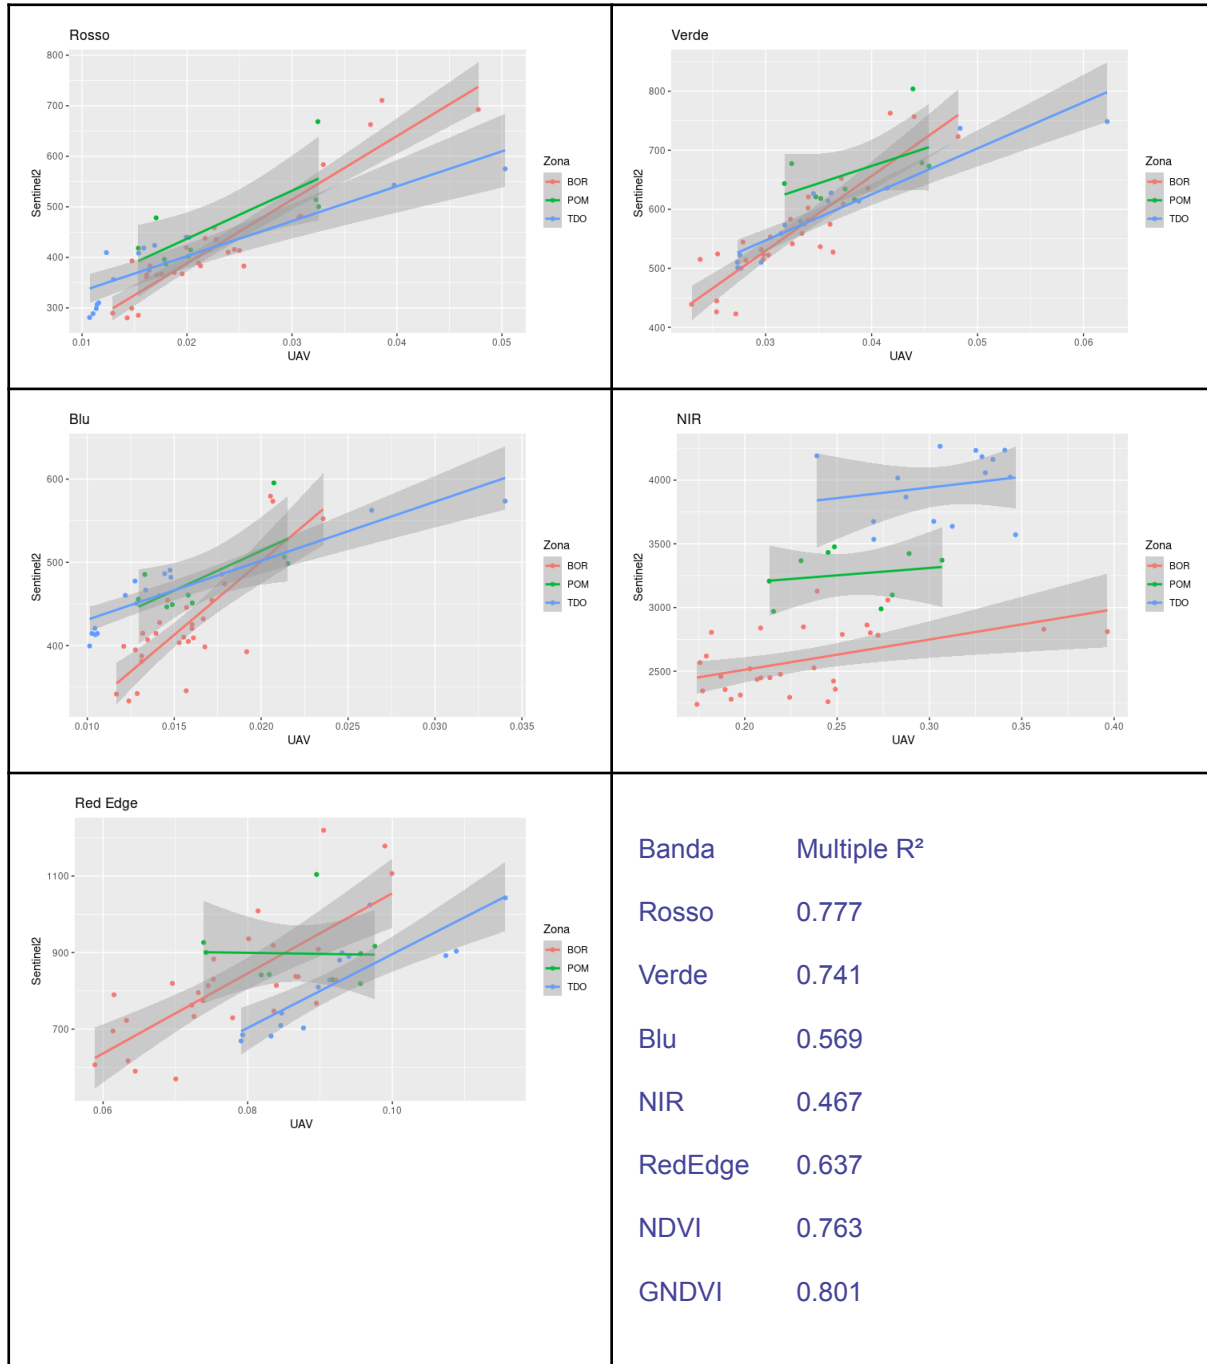 Rosso
800
700
600
500
400
300
Sentinel2
0.01 0.02 0.03 0.04 0.05
UAV
Zona
BOR
POM
TDO
Verde
800
700
600
500
400
Sentinel2
0.03 0.04 0.05 0.06
UAV
Zona
BOR
POM
TDO
Blu
600
500
400
Sentinel2
0.010 0.015 0.020 0.025 0.030 0.035
UAV
Zona
BOR
POM
TDO
NIR
4000
3500
3000
2500
Sentinel2
0.20 0.25 0.30 0.35 0.40
UAV
Zona
BOR
POM
TDO
Red Edge
1100
900
700
Sentinel2
0.06 0.08 0.10
UAV
Zona
BOR
POM
TDO
Banda Multiple R²
Rosso 0.777
Verde 0.741
Blu 0.569
NIR 0.467
RedEdge 0.637
NDVI 0.763
GNDVI 0.801